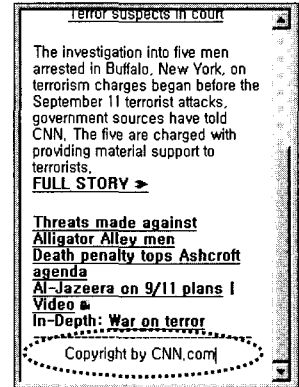 Terror suspects in court
The investigation into five men
arrested in Buffalo, New York, on
terrorism charges began before the
September 11 terrorist attacks,
government sources have told
CNN. The five are charged with
providing material support to
terrorists.
FULL STORY
Threats made against
Alligator Alley men
Death penalty tops Ashcroft
agenda
Al-Jazeera on 9/11 plans |
Video
In-Depth: War on terror
Copyright by CNN.com